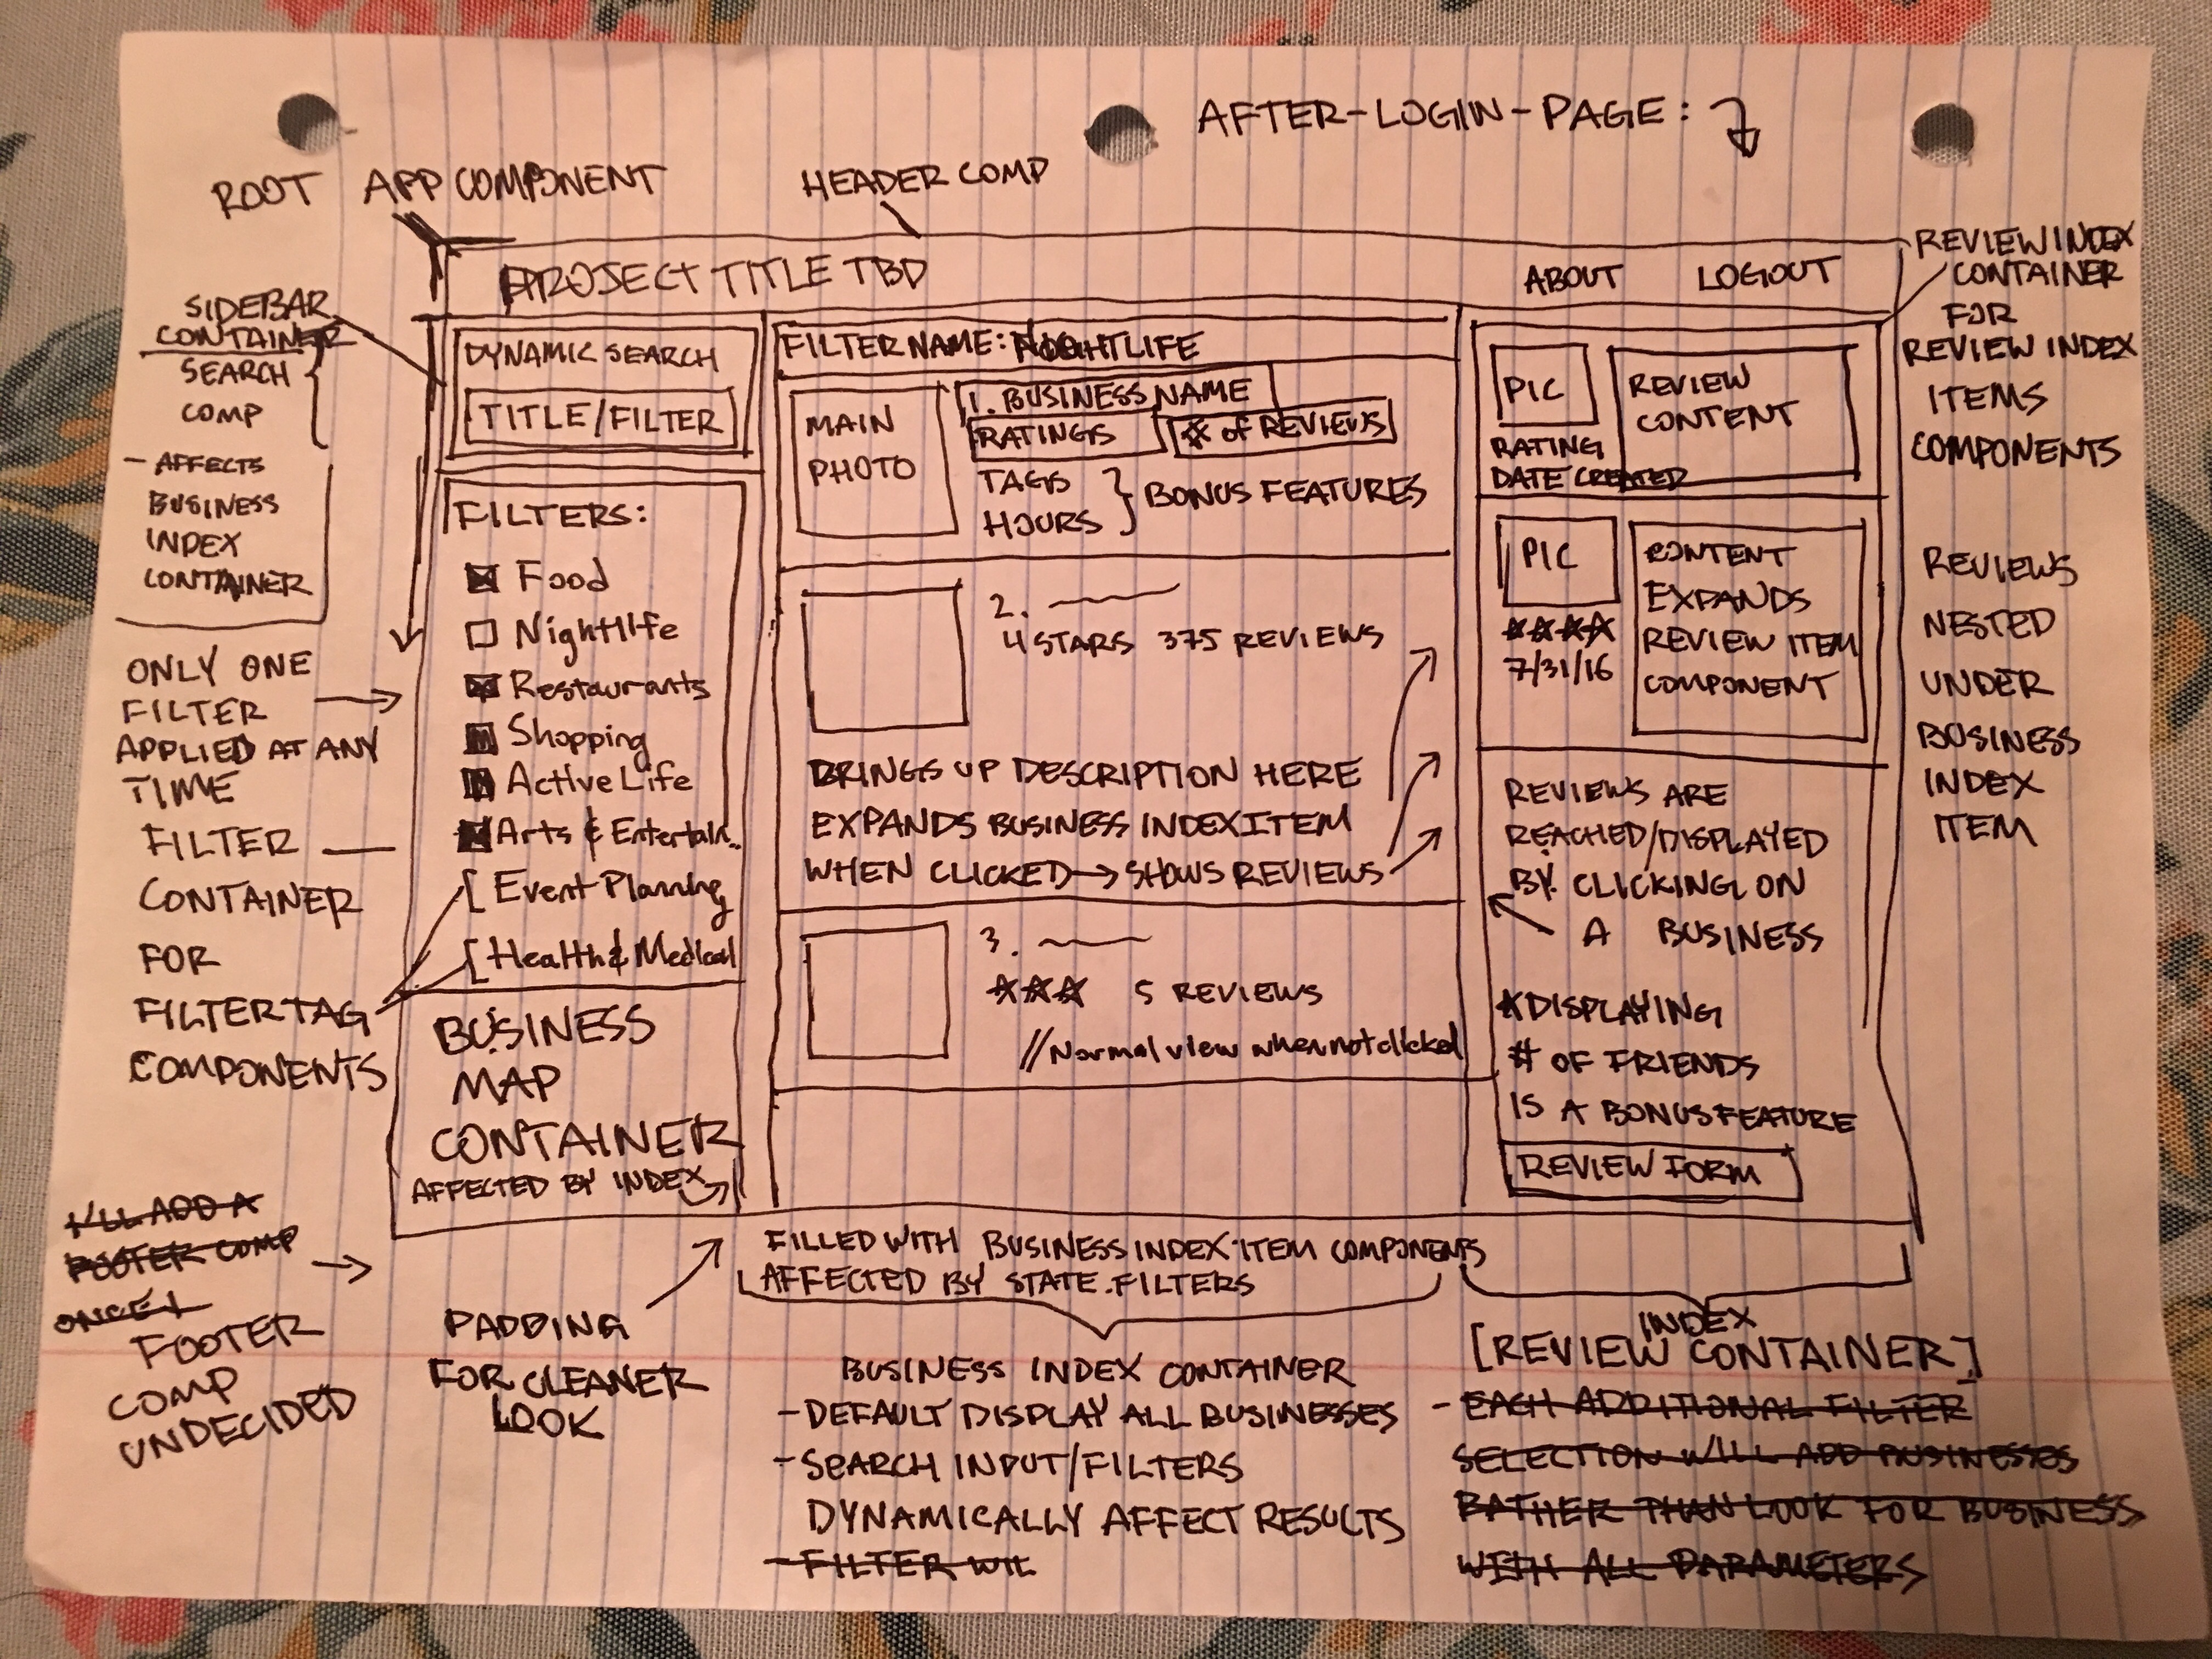 AFTER-LOGIN-PAGE:
ROOT APP COMPONENT
HEADER COMP
PROJECT TITLE TBD
ABOUT
LOGOUT
SIDEBAR
CONTAINER
SEARCH
COMP
- AFFECTS
BUSINESS
INDEX
CONTAINER
ONLY ONE
FILTER
APPLIED AT ANY
TIME
FILTER
CONTAINER
FOR
FILTER TAG
COMPONENTS
I'LL ADD A
FOOTER COMP
ONCE I
FOOTER
COMP
UNDECIDED
DYNAMIC SEARCH
TITLE/FILTER
FILTERS:
Food
Nightlife
Restaurants
Shopping
Active Life
Arts & Entertain..
[ Event Planning
[ Health & Medical
BUSINESS
MAP
CONTAINER
AFFECTED BY INDEX
PADDING
FOR CLEANER
LOOK
FILTER NAME: NIGHTLIFE
MAIN
PHOTO
1. BUSINESS NAME
RATINGS
# OF REVIEWS
TAGS
HOURS
BONUS FEATURES
2.
4 STARS 375 REVIEWS
BRINGS UP DESCRIPTION HERE
EXPANDS BUSINESS INDEX ITEM
WHEN CLICKED → SHOWS REVIEWS
3.
★★★ 5 REVIEWS
// Normal view when not clicked
FILLED WITH BUSINESS INDEX ITEM COMPONENTS
AFFECTED BY STATE.FILTERS
BUSINESS INDEX CONTAINER
- DEFAULT DISPLAY ALL BUSINESSES
- SEARCH INPUT/FILTERS
DYNAMICALLY AFFECT RESULTS
- FILTER WIL
PIC
RATING
DATE CREATED
REVIEW
CONTENT
PIC
★★★★
7/31/16
CONTENT
EXPANDS
REVIEW ITEM
COMPONENT
REVIEWS ARE
REACHED/DISPLAYED
BY CLICKING ON
A BUSINESS
*DISPLAYING
# OF FRIENDS
IS A BONUS FEATURE
REVIEW FORM
INDEX
[REVIEW CONTAINER]
- EACH ADDITIONAL FILTER
SELECTION WILL ADD BUSINESSES
RATHER THAN LOOK FOR BUSINESS
WITH ALL PARAMETERS
REVIEW INDEX
CONTAINER
FOR
REVIEW INDEX
ITEMS
COMPONENTS
REVIEWS
NESTED
UNDER
BUSINESS
INDEX
ITEM